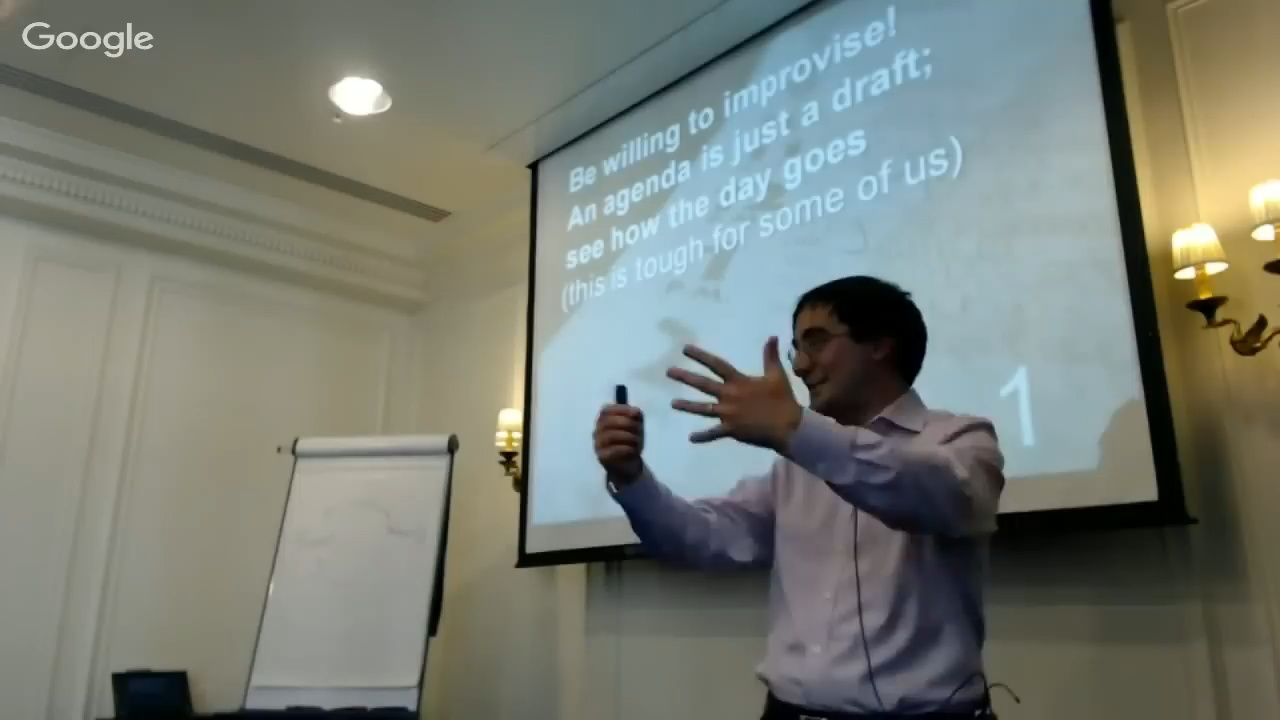 Google
Be willing to improvise!
An agenda is just a draft;
see how the day goes
(this is tough for some of us)
1